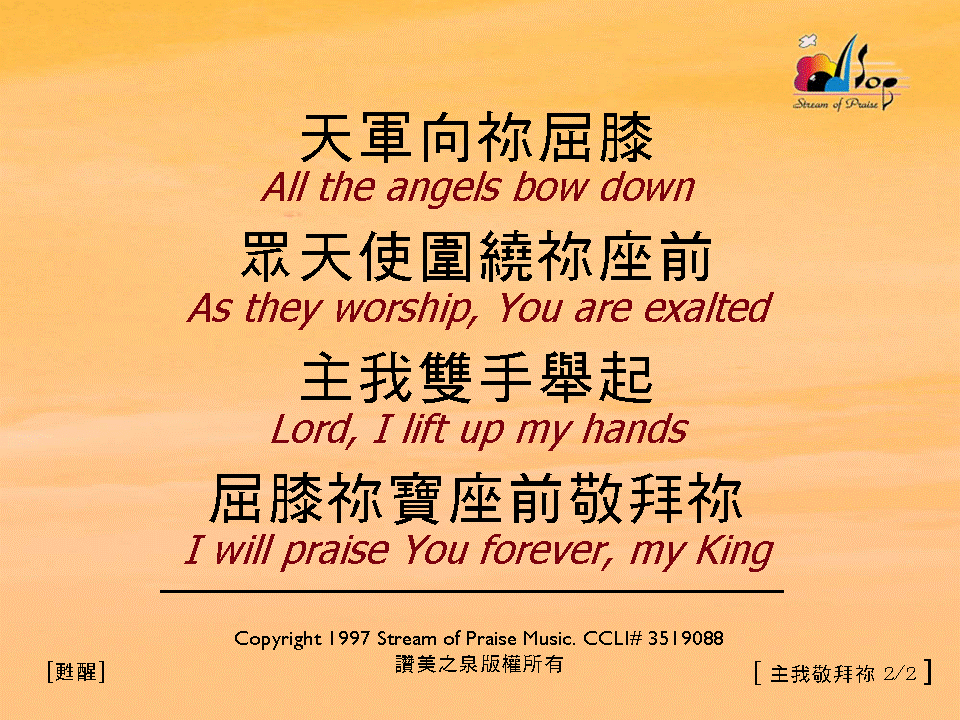 SOP
Stream of Praise
天軍向祢屈膝
All the angels bow down
眾天使圍繞祢座前
As they worship, You are exalted
主我雙手舉起
Lord, I lift up my hands
屈膝祢寶座前敬拜祢
I will praise You forever, my King
Copyright 1997 Stream of Praise Music. CCLI# 3519088
讚美之泉版權所有
[甦醒]
[ 主我敬拜祢 2/2 ]